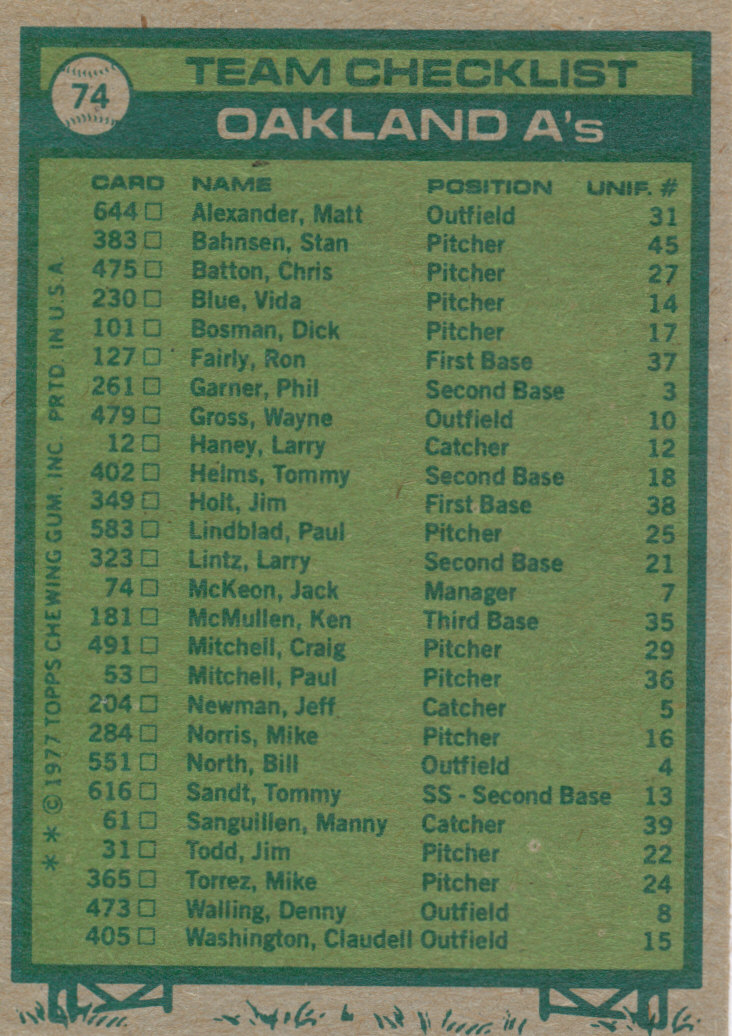 74
TEAM CHECKLIST
OAKLAND A's
CARD NAME POSITION UNIF. #
644 □ Alexander, Matt Outfield 31
383 □ Bahnsen, Stan Pitcher 45
475 □ Batton, Chris Pitcher 27
230 □ Blue, Vida Pitcher 14
101 □ Bosman, Dick Pitcher 17
127 □ Fairly, Ron First Base 37
261 □ Garner, Phil Second Base 3
479 □ Gross, Wayne Outfield 10
12 □ Haney, Larry Catcher 12
402 □ Helms, Tommy Second Base 18
349 □ Holt, Jim First Base 38
583 □ Lindblad, Paul Pitcher 25
323 □ Lintz, Larry Second Base 21
74 □ McKeon, Jack Manager 7
181 □ McMullen, Ken Third Base 35
491 □ Mitchell, Craig Pitcher 29
53 □ Mitchell, Paul Pitcher 36
204 □ Newman, Jeff Catcher 5
284 □ Norris, Mike Pitcher 16
551 □ North, Bill Outfield 4
616 □ Sandt, Tommy SS - Second Base 13
61 □ Sanguillen, Manny Catcher 39
31 □ Todd, Jim Pitcher 22
365 □ Torrez, Mike Pitcher 24
473 □ Walling, Denny Outfield 8
405 □ Washington, Claudell Outfield 15
* * © 1977 TOPPS CHEWING GUM, INC. PRTD. IN U.S.A.